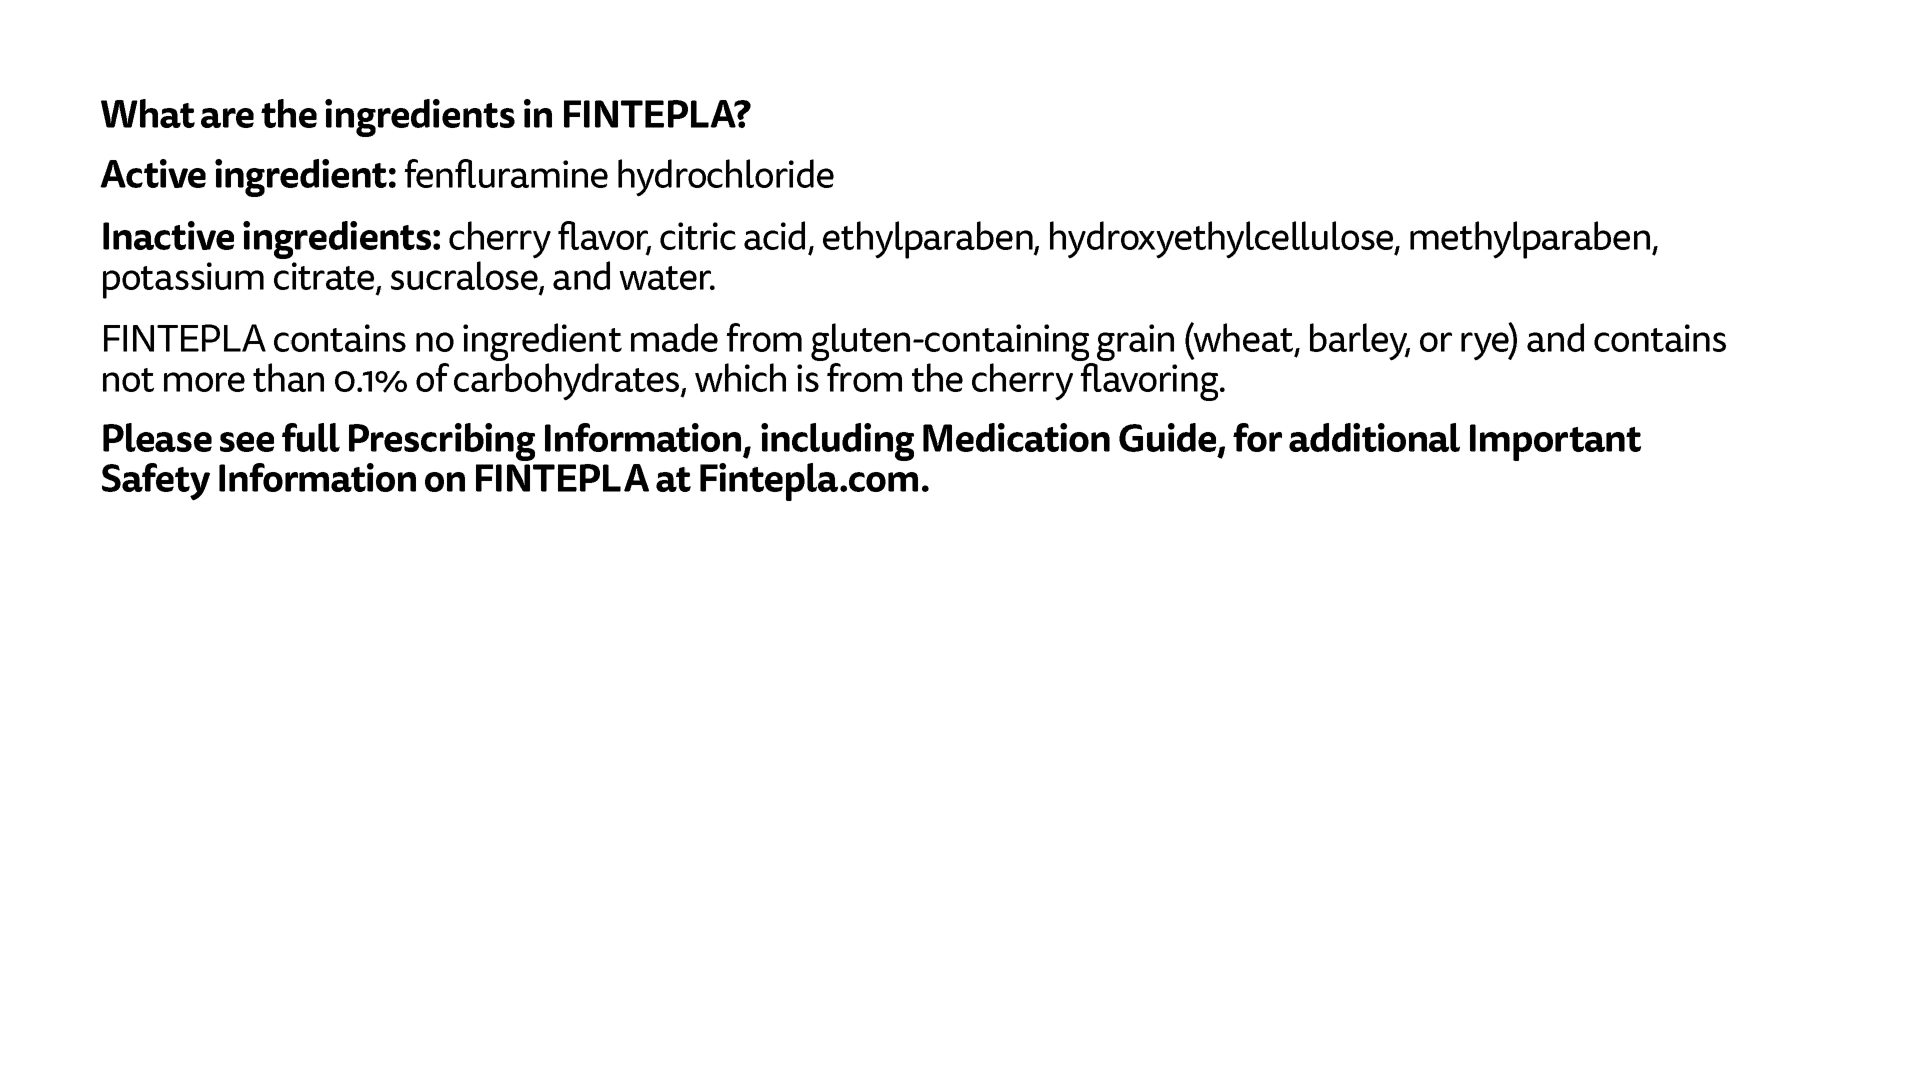 What are the ingredients in FINTEPLA?
Active ingredient: fenfluramine hydrochloride
Inactive ingredients: cherry flavor, citric acid, ethylparaben, hydroxyethylcellulose, methylparaben,
potassium citrate, sucralose, and water.
FINTEPLA contains no ingredient made from gluten-containing grain (wheat, barley, or rye) and contains
not more than 0.1% of carbohydrates, which is from the cherry flavoring.
Please see full Prescribing Information, including Medication Guide, for additional Important
Safety Information on FINTEPLA at Fintepla.com.